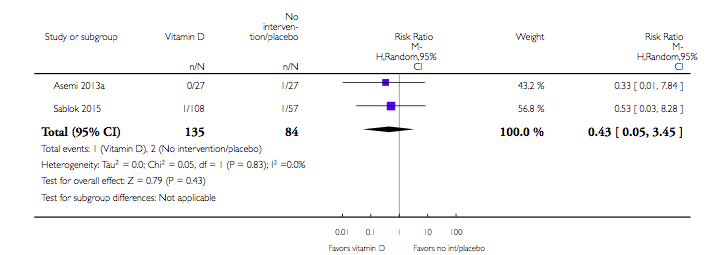 Study or subgroup Vitamin D No interven-tion/placebo Risk Ratio Weight Risk Ratio
M-H,Random,95% CI M-H,Random,95% CI
n/N n/N
Asemi 2013a 0/27 1/27 43.2 % 0.33 [ 0.01, 7.84 ]
Sablok 2015 1/108 1/57 56.8 % 0.53 [ 0.03, 8.28 ]
Total (95% CI) 135 84 100.0 % 0.43 [ 0.05, 3.45 ]
Total events: 1 (Vitamin D), 2 (No intervention/placebo)
Heterogeneity: Tau² = 0.0; Chi² = 0.05, df = 1 (P = 0.83); I² =0.0%
Test for overall effect: Z = 0.79 (P = 0.43)
Test for subgroup differences: Not applicable
0.01 0.1 1 10 100
Favors vitamin D Favors no int/placebo